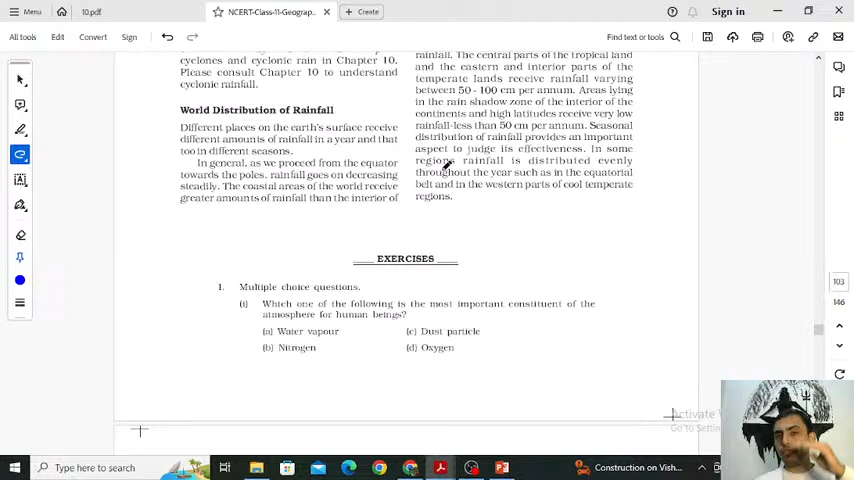 Menu
10.pdf
NCERT-Class-11-Geograp...
Create
Sign in
All tools
Edit
Convert
Sign
Find text or tools
cyclones and cyclonic rain in Chapter 10.
Please consult Chapter 10 to understand
cyclonic rainfall.
World Distribution of Rainfall
Different places on the earth's surface receive
different amounts of rainfall in a year and that
too in different seasons.
In general, as we proceed from the equator
towards the poles, rainfall goes on decreasing
steadily. The coastal areas of the world receive
greater amounts of rainfall than the interior of
rainfall. The central parts of the tropical land
and the eastern and interior parts of the
temperate lands receive rainfall varying
between 50 - 100 cm per annum. Areas lying
in the rain shadow zone of the interior of the
continents and high latitudes receive very low
rainfall-less than 50 cm per annum. Seasonal
distribution of rainfall provides an important
aspect to judge its effectiveness. In some
regions rainfall is distributed evenly
throughout the year such as in the equatorial
belt and in the western parts of cool temperate
regions.
EXERCISES
1. Multiple choice questions.
(i) Which one of the following is the most important constituent of the
atmosphere for human beings?
(a) Water vapour (c) Dust particle
(b) Nitrogen (d) Oxygen
103
146
Activate
Go to Setting
Type here to search
Construction on Vish...